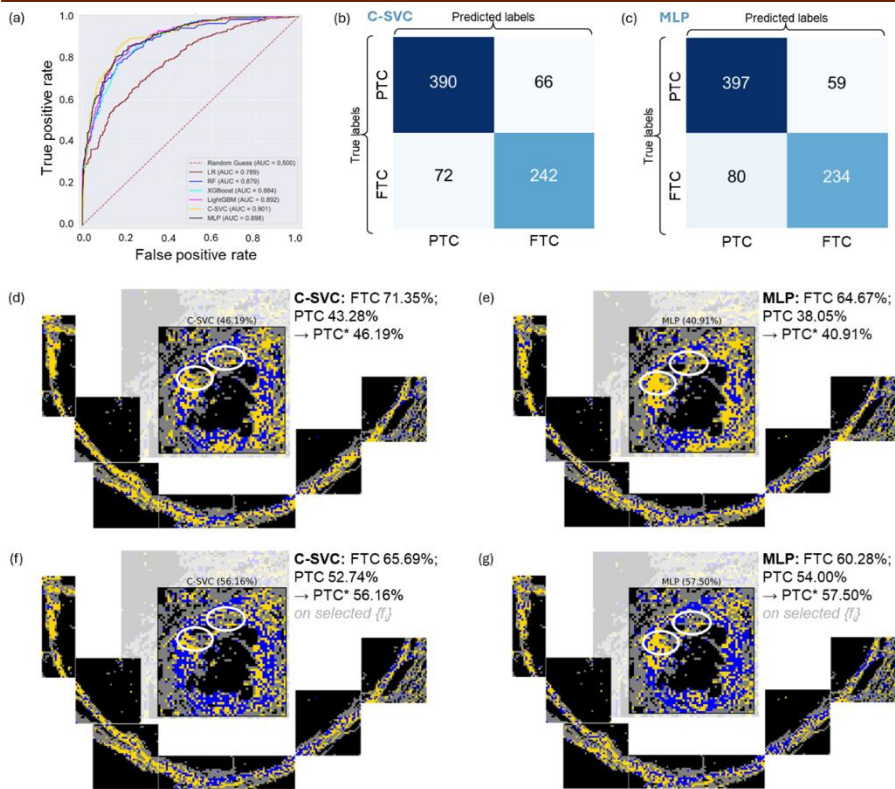 (a)
1.0
0.8
0.6
0.4
0.2
0.0
True positive rate
0.0 0.2 0.4 0.6 0.8 1.0
False positive rate
Random Guess (AUC = 0.500)
LR (AUC = 0.789)
RF (AUC = 0.879)
XGBoost (AUC = 0.884)
LightGBM (AUC = 0.892)
C-SVC (AUC = 0.901)
MLP (AUC = 0.898)
(b) C-SVC Predicted labels
True labels
PTC 390 66
FTC 72 242
PTC FTC
(c) MLP Predicted labels
True labels
PTC 397 59
FTC 80 234
PTC FTC
(d)
C-SVC (46.19%)
C-SVC: FTC 71.35%;
PTC 43.28%
→ PTC* 46.19%
(e)
MLP (40.91%)
MLP: FTC 64.67%;
PTC 38.05%
→ PTC* 40.91%
(f)
C-SVC (56.16%)
C-SVC: FTC 65.69%;
PTC 52.74%
→ PTC* 56.16%
on selected {fᵢ}
(g)
MLP (57.50%)
MLP: FTC 60.28%;
PTC 54.00%
→ PTC* 57.50%
on selected {fᵢ}